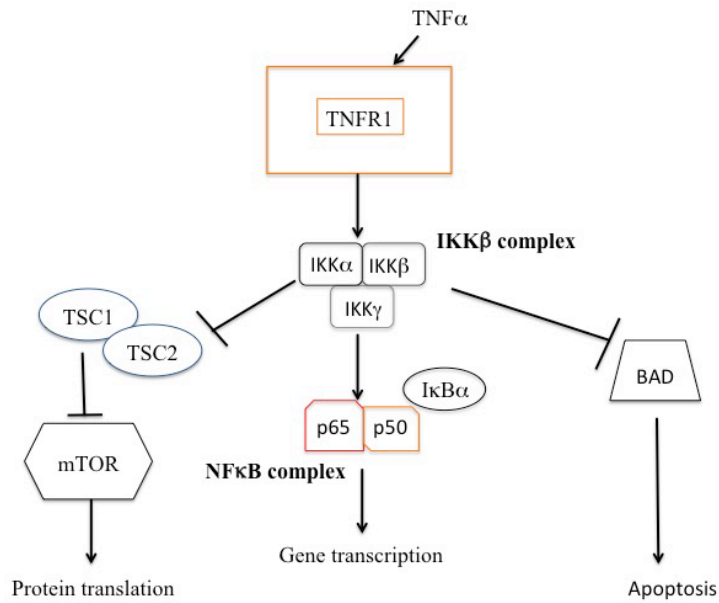 TNFα
TNFR1
IKKβ complex
IKKα
IKKβ
IKKγ
TSC1
TSC2
IκBα
BAD
p65
p50
mTOR
NFκB complex
Gene transcription
Protein translation
Apoptosis